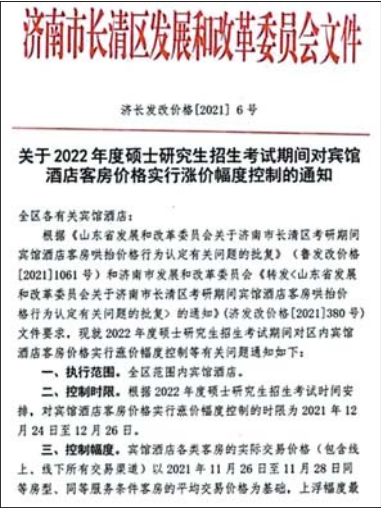 济南市长清区发展和改革委员会文件
济长发改价格[2021] 6 号
关于 2022 年度硕士研究生招生考试期间对宾馆
酒店客房价格实行涨价幅度控制的通知
全区各有关宾馆酒店：
根据《山东省发展和改革委员会关于济南市长清区考研期间
宾馆酒店客房哄抬价格行为认定有关问题的批复》（鲁发改价格
[2021]1061 号）和济南市发展和改革委员会《转发<山东省发展
和改革委员会关于济南市长清区考研期间宾馆酒店客房哄抬价
格行为认定有关问题的批复>的通知》（济发改价格[2021]380 号）
文件要求，现就 2022 年度硕士研究生招生考试期间对区内宾馆
酒店客房价格实行涨价幅度控制等有关问题通知如下：
一、执行范围。全区范围内宾馆酒店。
二、控制时限。根据 2022 年度硕士研究生招生考试时间安
排，对宾馆酒店客房价格实行涨价幅度控制的时限为 2021 年 12
月 24 日至 12 月 26 日。
三、控制幅度。宾馆酒店各类客房的实际交易价格（包含线
上、线下所有交易渠道）以 2021 年 11 月 26 日至 11 月 28 日同
等房型、同等服务条件客房的平均交易价格为基础，上浮幅度最